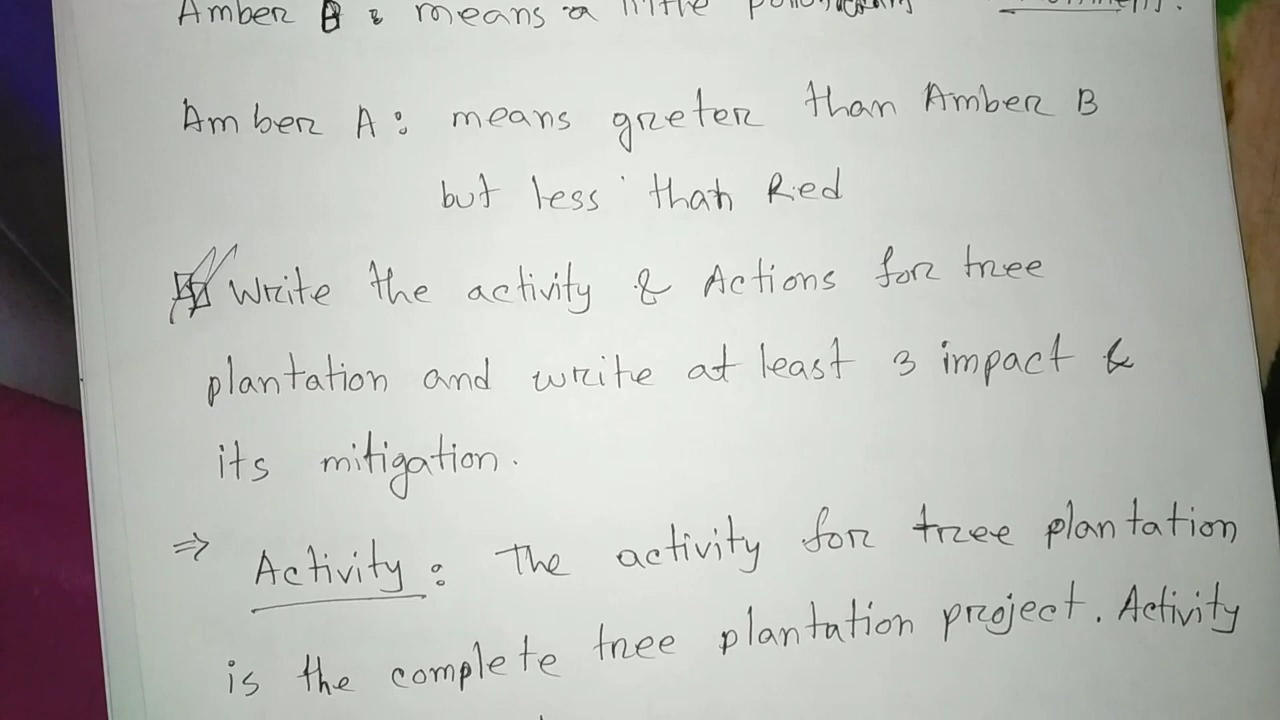 Amber B : means a little
Amber A : means greter than Amber B
but less than Red
Write the activity & Actions for tree
plantation and write at least 3 impact &
its mitigation.
⇒ Activity : The activity for tree plantation
is the complete tree plantation project. Activity